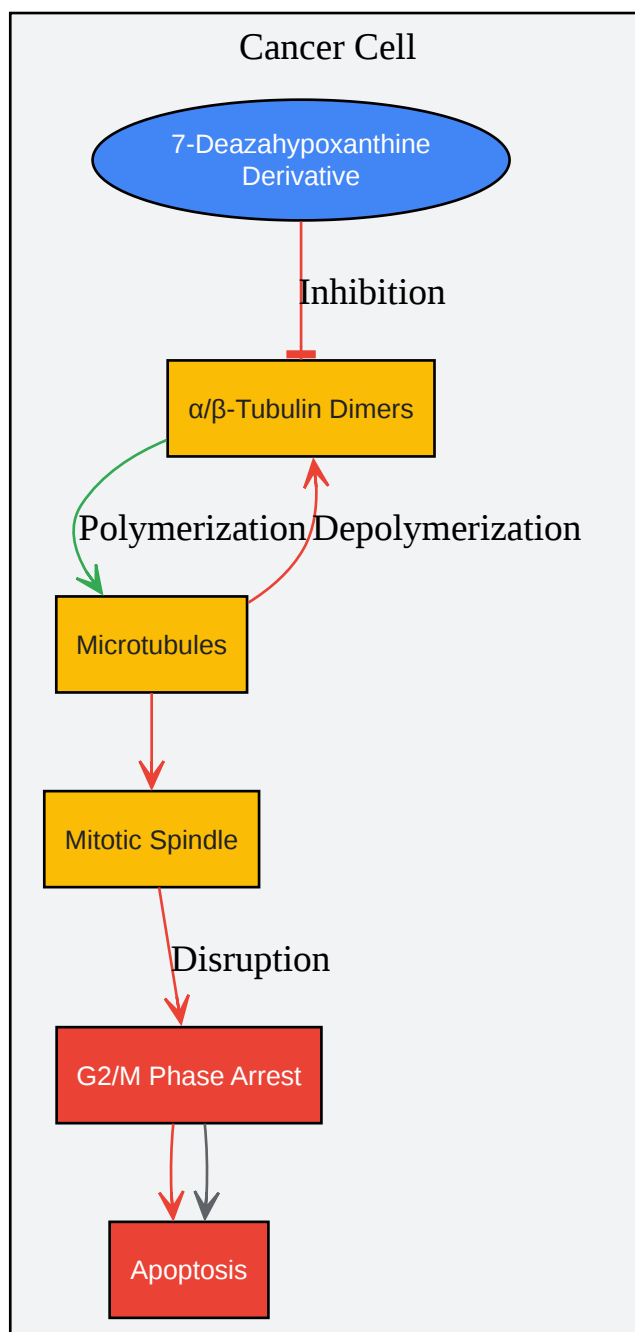 Cancer Cell
7-Deazahypoxanthine
Derivative
Inhibition
α/β-Tubulin Dimers
Polymerization
Depolymerization
Microtubules
Mitotic Spindle
Disruption
G2/M Phase Arrest
Apoptosis